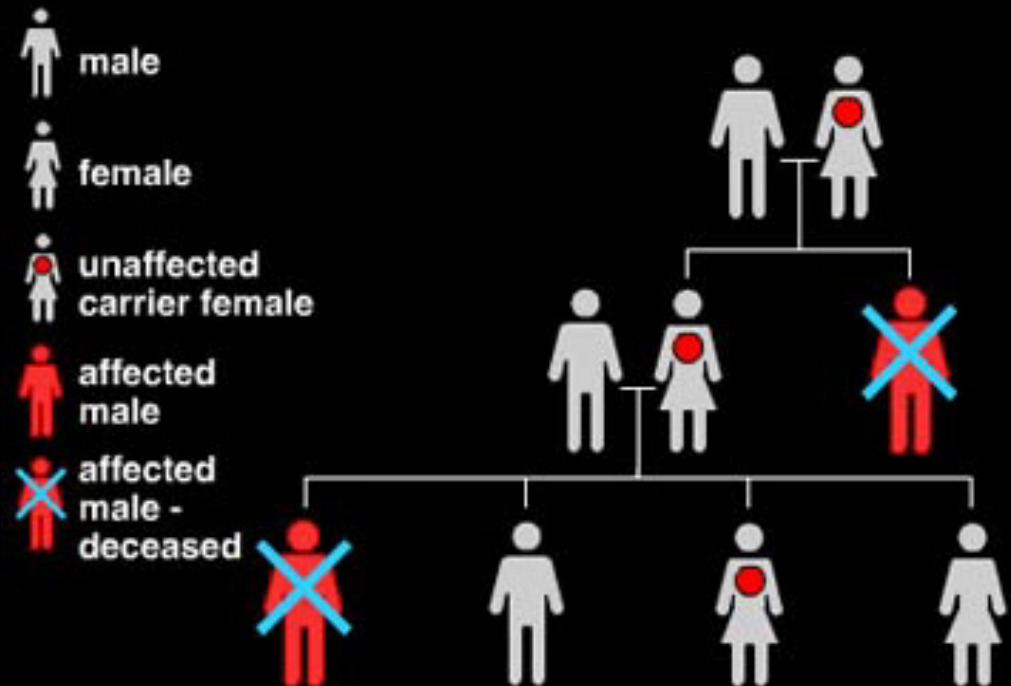 male
female
unaffected
carrier female
affected
male
affected
male -
deceased